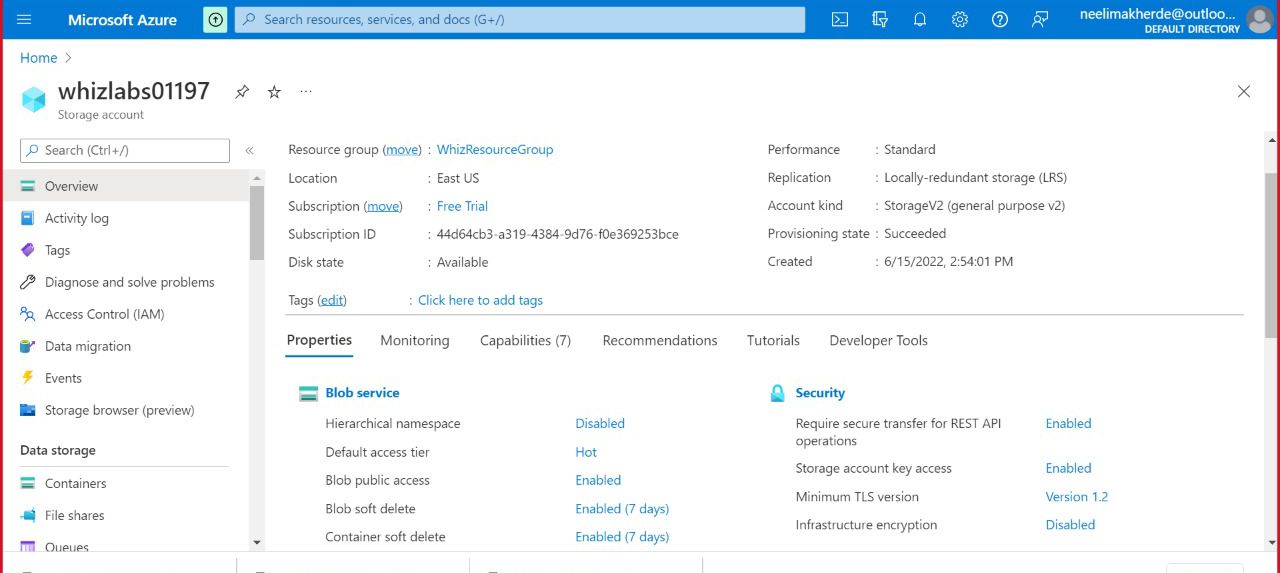 Microsoft Azure
Search resources, services, and docs (G+/)
neelimakherde@outloo...
DEFAULT DIRECTORY
Home >
whizlabs01197
...
Storage account
Search (Ctrl+/)
«
Overview
Activity log
Tags
Diagnose and solve problems
Access Control (IAM)
Data migration
Events
Storage browser (preview)
Data storage
Containers
File shares
Queues
Resource group (move) : WhizResourceGroup
Location : East US
Subscription (move) : Free Trial
Subscription ID : 44d64cb3-a319-4384-9d76-f0e369253bce
Disk state : Available
Performance : Standard
Replication : Locally-redundant storage (LRS)
Account kind : StorageV2 (general purpose v2)
Provisioning state : Succeeded
Created : 6/15/2022, 2:54:01 PM
Tags (edit) : Click here to add tags
Properties Monitoring Capabilities (7) Recommendations Tutorials Developer Tools
Blob service
Hierarchical namespace Disabled
Default access tier Hot
Blob public access Enabled
Blob soft delete Enabled (7 days)
Container soft delete Enabled (7 days)
Security
Require secure transfer for REST API Enabled
operations
Storage account key access Enabled
Minimum TLS version Version 1.2
Infrastructure encryption Disabled